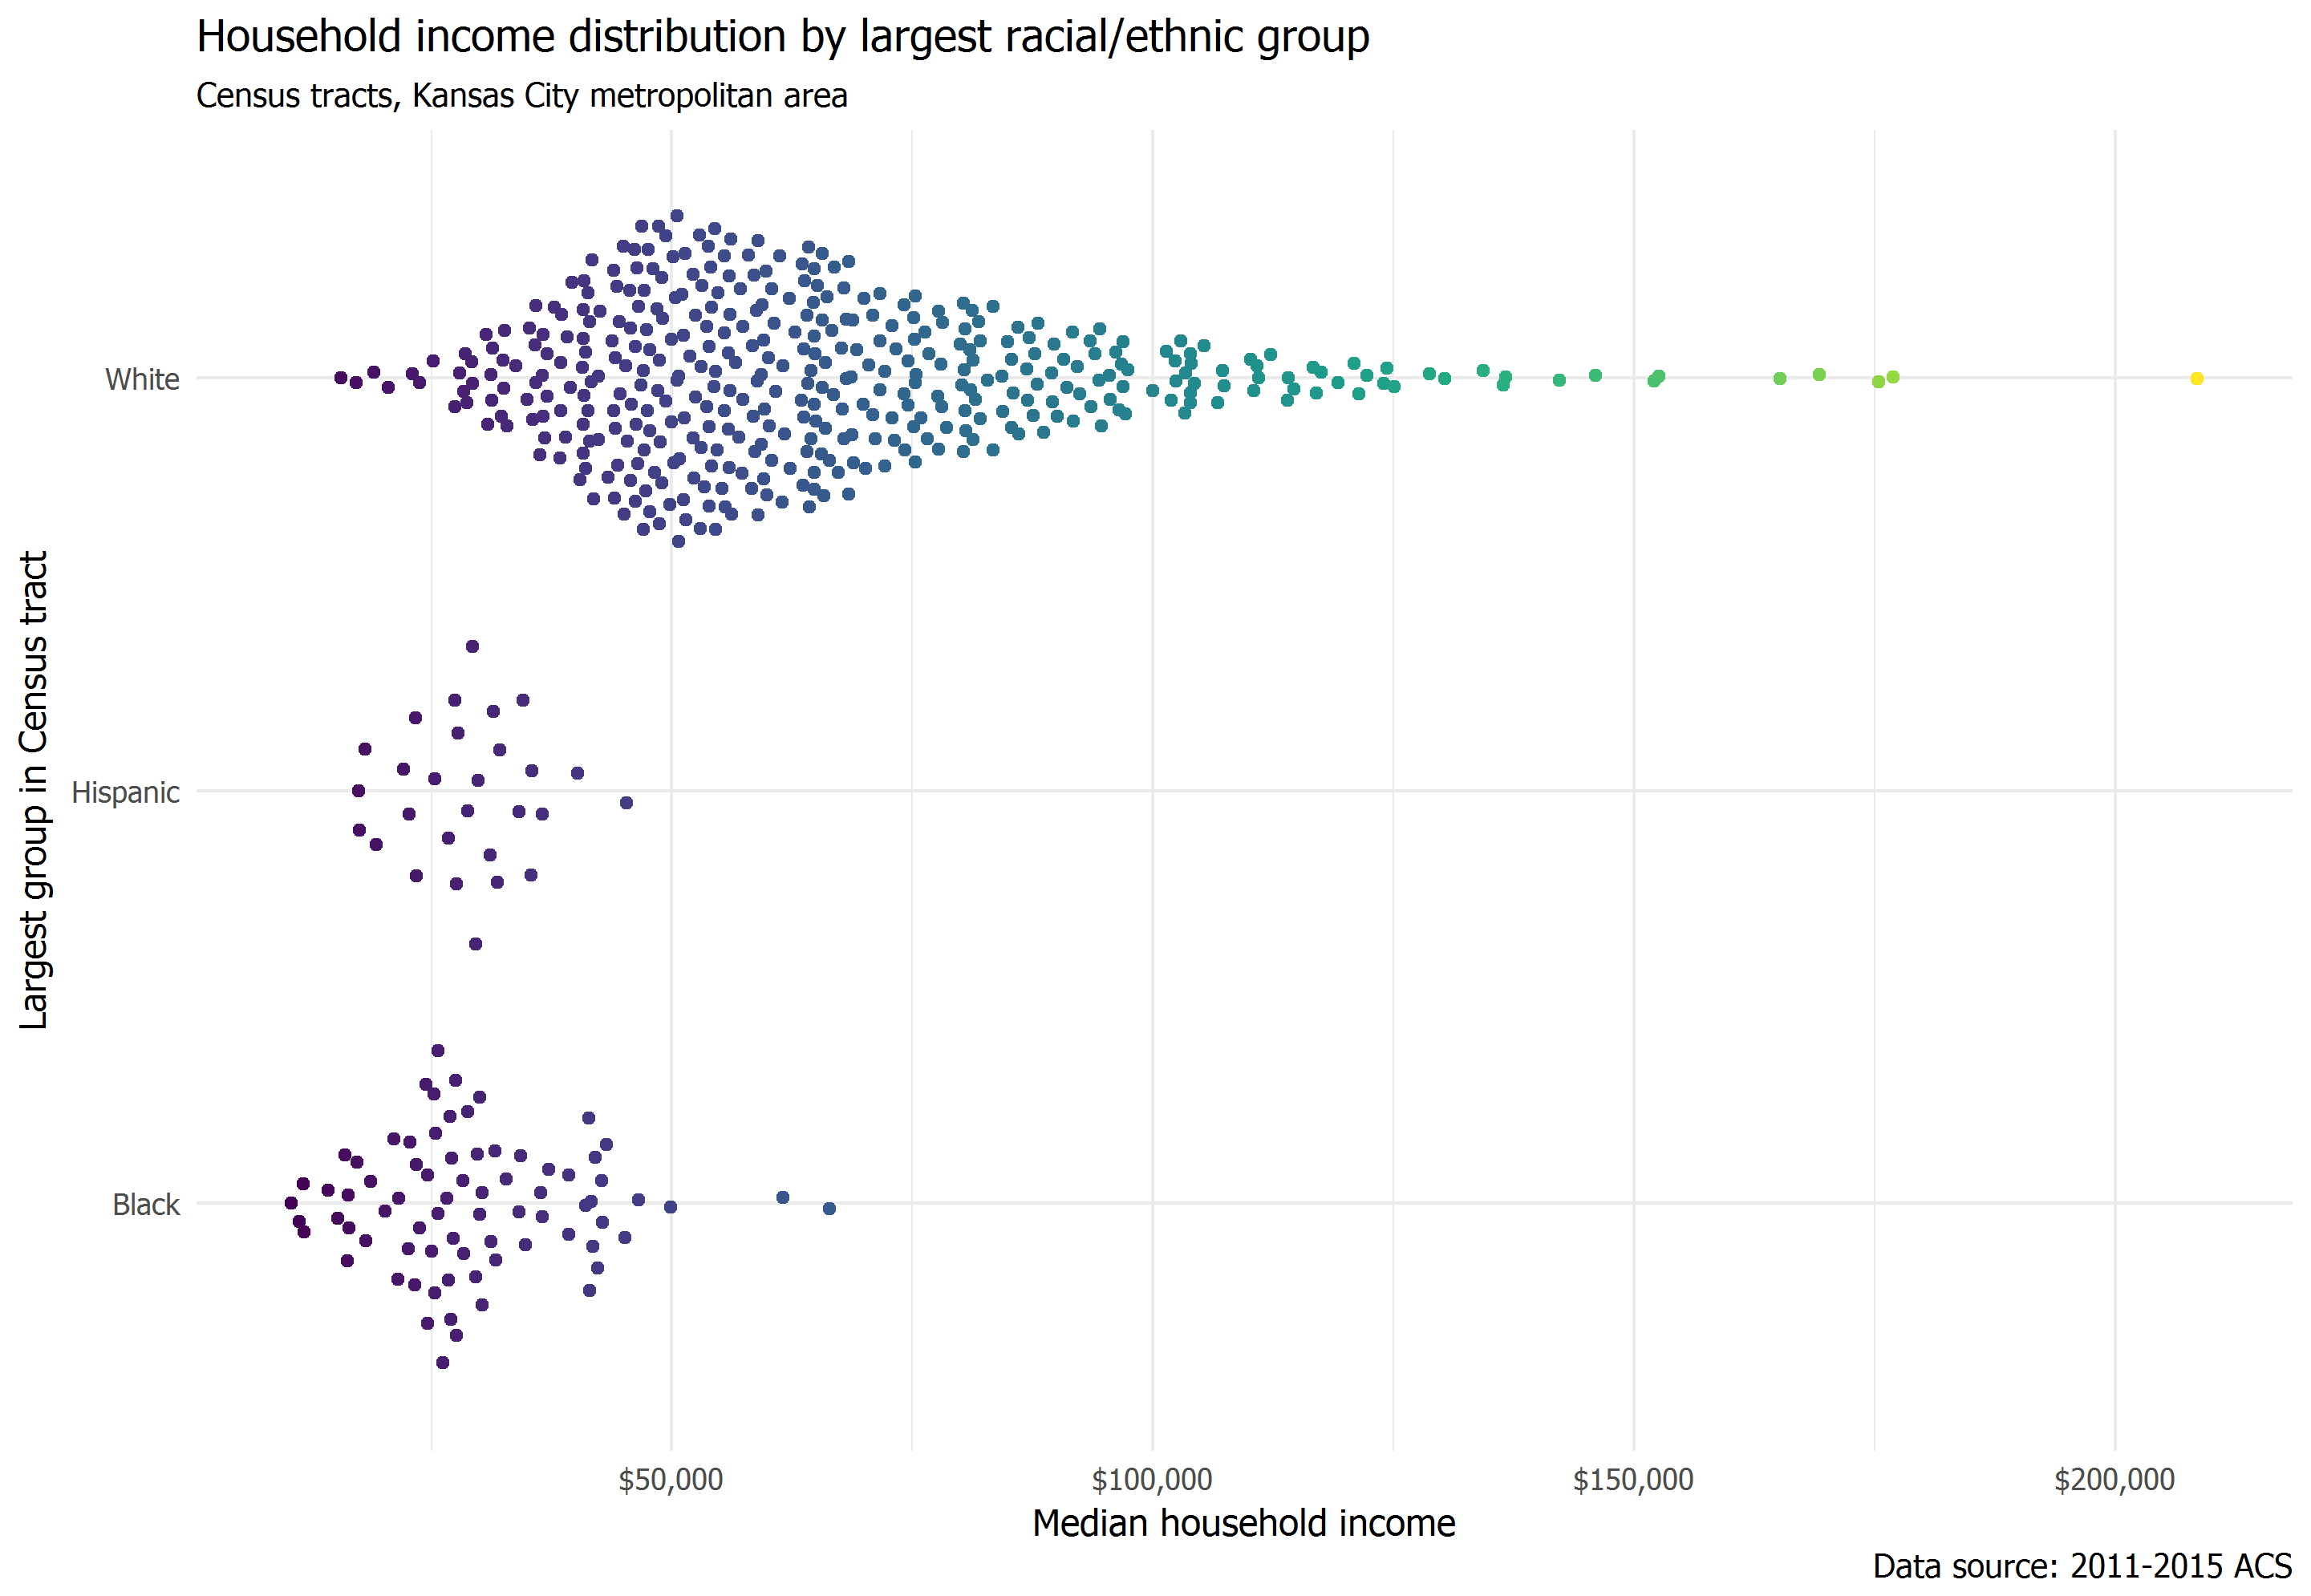 Household income distribution by largest racial/ethnic group
Census tracts, Kansas City metropolitan area
Largest group in Census tract
White
Hispanic
Black
$50,000
$100,000
$150,000
$200,000
Median household income
Data source: 2011-2015 ACS